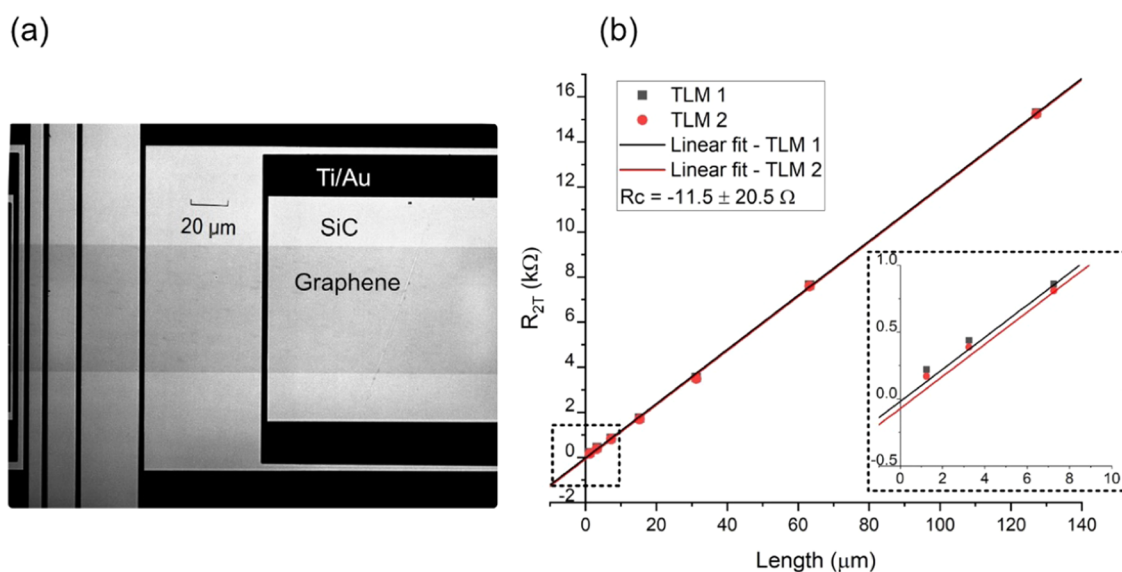 (a)
Ti/Au
20 μm
SiC
Graphene
(b)
R2T (kΩ)
16
14
12
10
8
6
4
2
0
-2
TLM 1
TLM 2
Linear fit - TLM 1
Linear fit - TLM 2
Rc = -11.5 ± 20.5 Ω
1.0
0.5
0.0
-0.5
0 2 4 6 8 10
0 20 40 60 80 100 120 140
Length (μm)